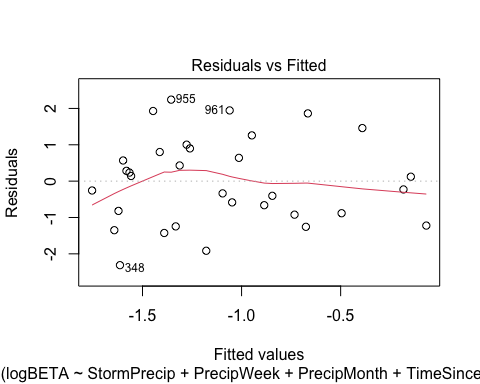 Residuals vs Fitted
Residuals
2
1
0
-1
-2
955
961
348
-1.5
-1.0
-0.5
Fitted values
(logBETA ~ StormPrecip + PrecipWeek + PrecipMonth + TimeSince